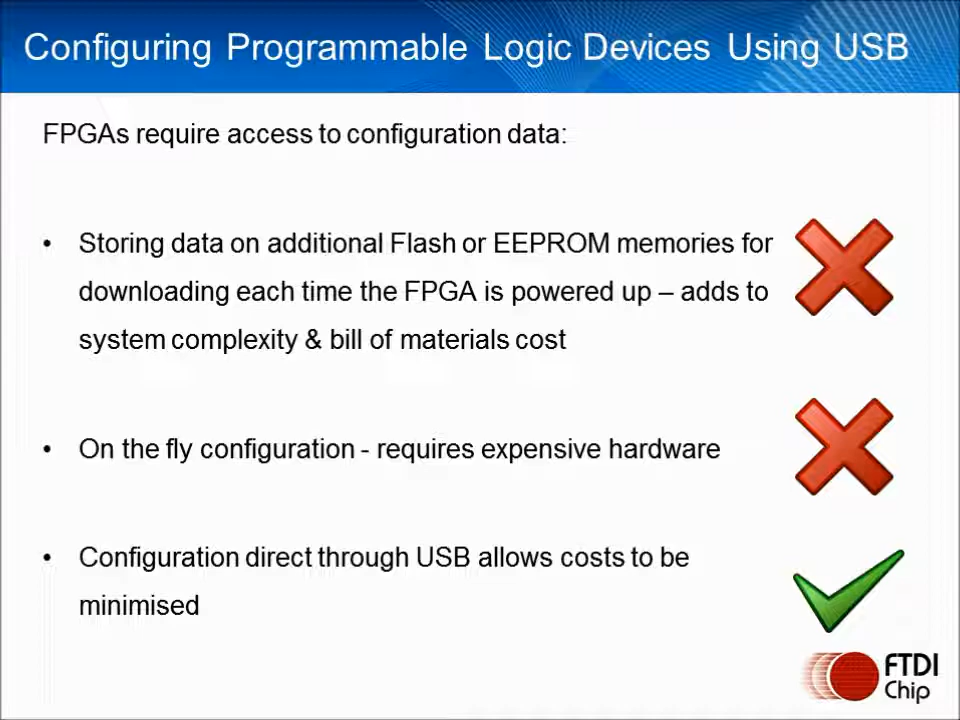 Configuring Programmable Logic Devices Using USB
FPGAs require access to configuration data:
• Storing data on additional Flash or EEPROM memories for
downloading each time the FPGA is powered up – adds to
system complexity & bill of materials cost
• On the fly configuration - requires expensive hardware
• Configuration direct through USB allows costs to be
minimised
FTDI
Chip